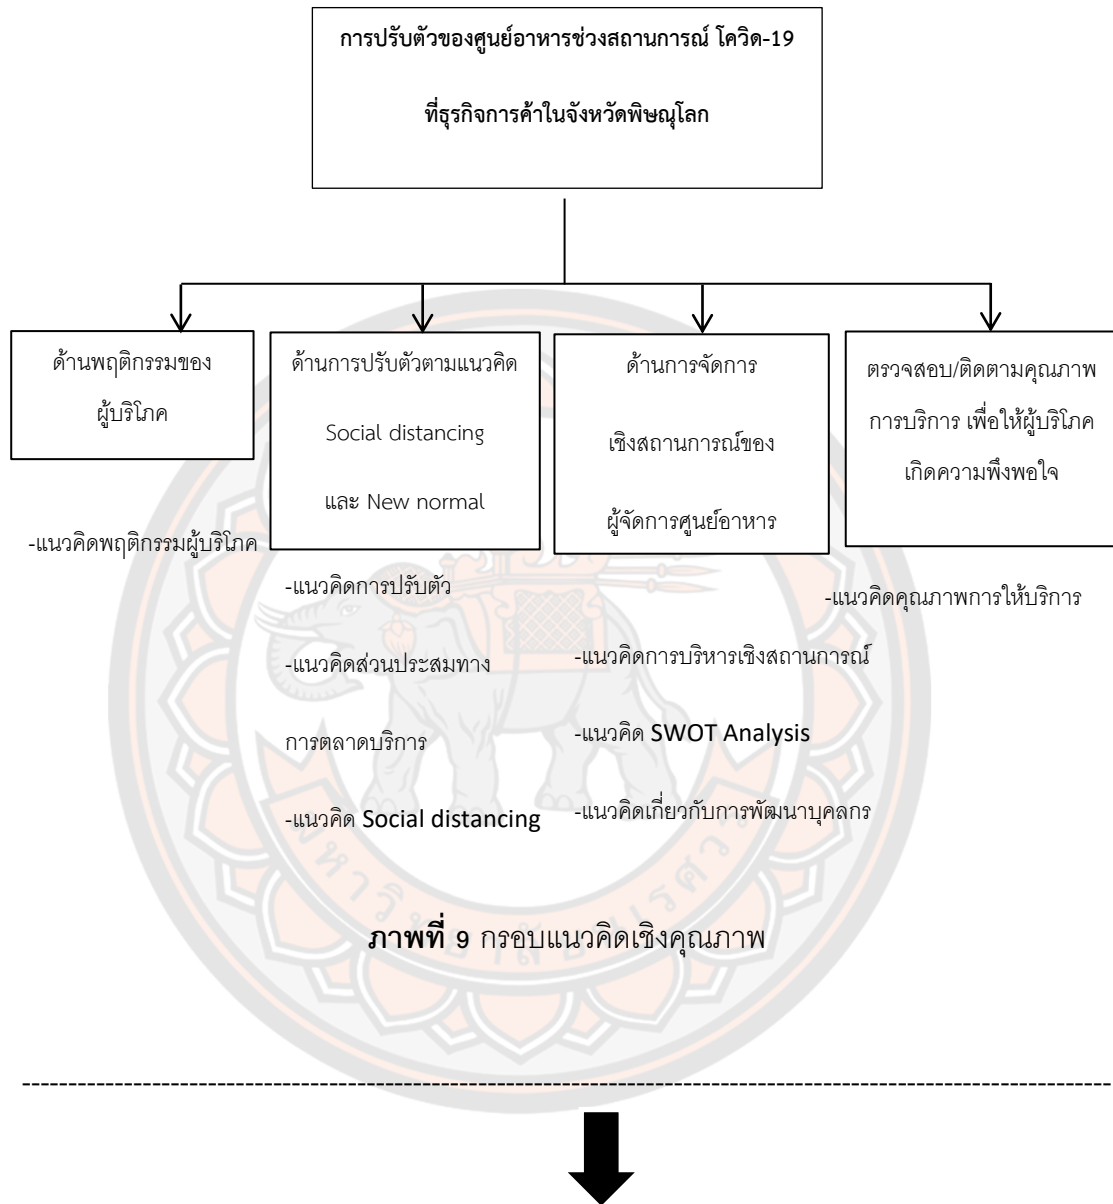 การปรับตัวของศูนย์อาหารช่วงสถานการณ์ โควิด-19
ที่ธุรกิจการค้าในจังหวัดพิษณุโลก
ด้านพฤติกรรมของ
ผู้บริโภค
-แนวคิดพฤติกรรมผู้บริโภค
ด้านการปรับตัวตามแนวคิด
Social distancing
และ New normal
-แนวคิดการปรับตัว
-แนวคิดส่วนประสมทาง
การตลาดบริการ
-แนวคิด Social distancing
ด้านการจัดการ
เชิงสถานการณ์ของ
ผู้จัดการศูนย์อาหาร
-แนวคิดการบริหารเชิงสถานการณ์
-แนวคิด SWOT Analysis
-แนวคิดเกี่ยวกับการพัฒนาบุคลกร
ตรวจสอบ/ติดตามคุณภาพ
การบริการ เพื่อให้ผู้บริโภค
เกิดความพึงพอใจ
-แนวคิดคุณภาพการให้บริการ
มหาวิทยาลัยนเรศวร
ภาพที่ 9 กรอบแนวคิดเชิงคุณภาพ